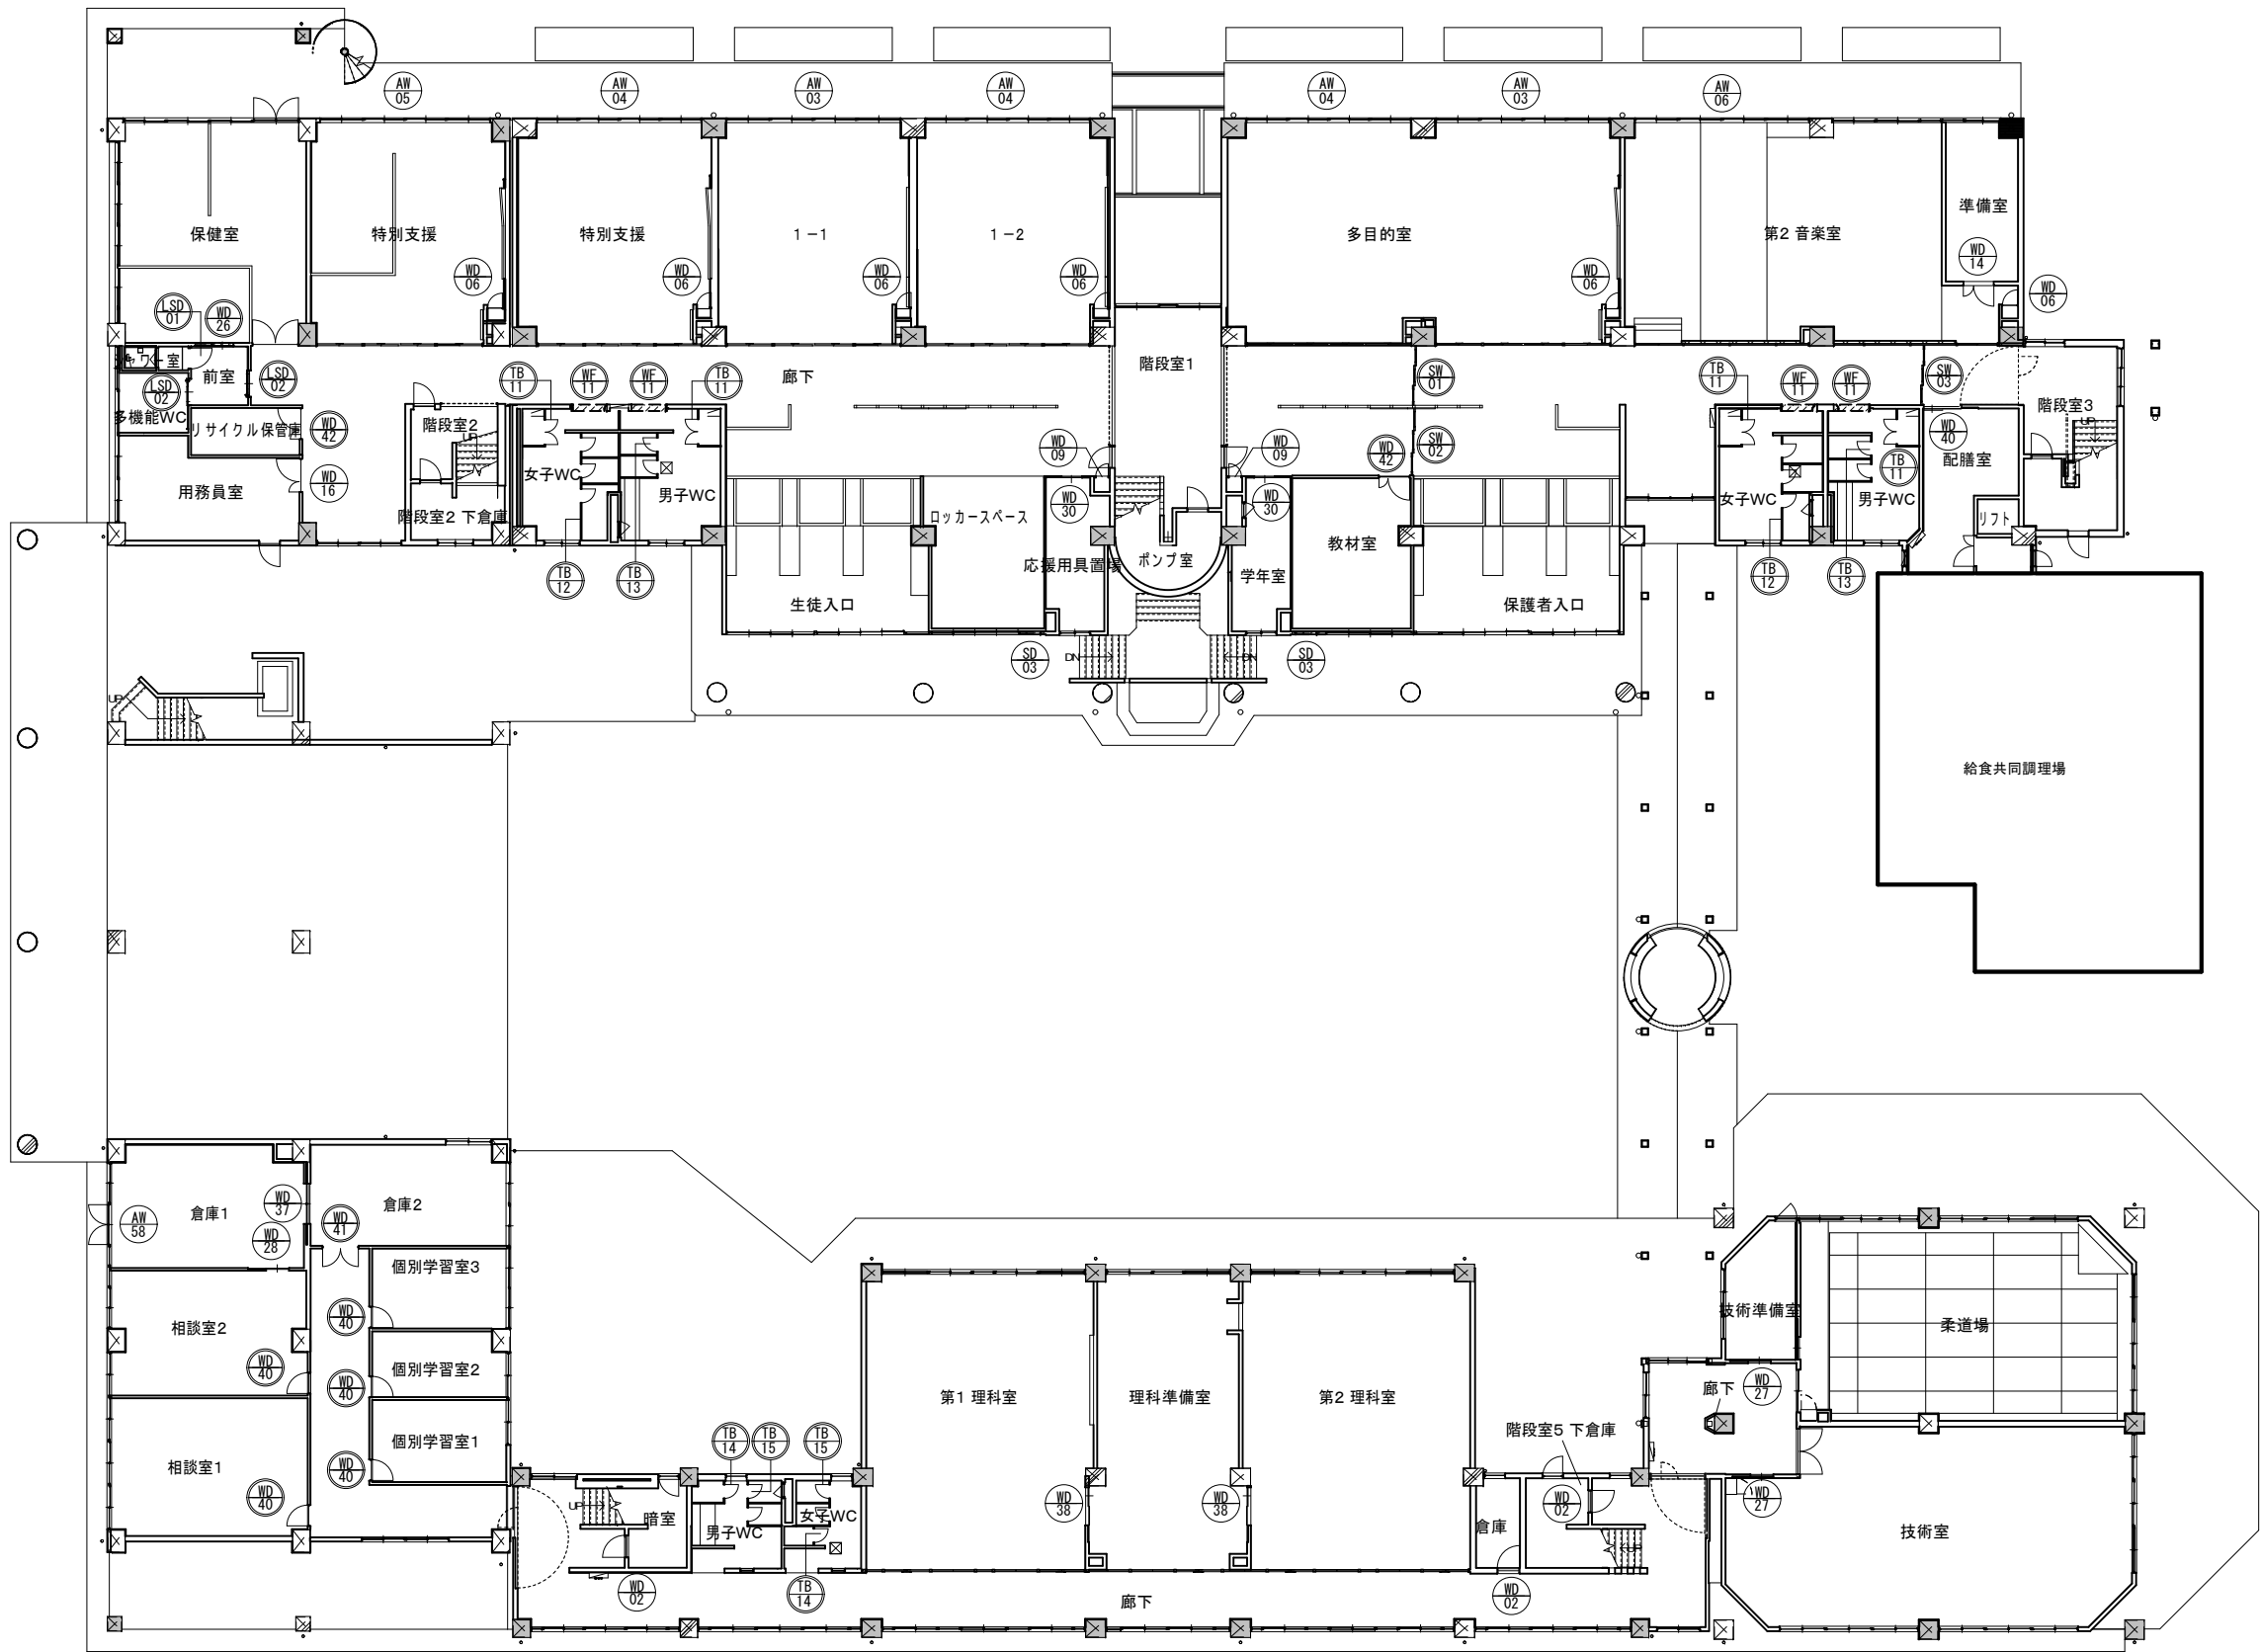 AW
05
AW
04
AW
03
AW
04
AW
04
AW
03
AW
06
保健室
特別支援
特別支援
1-1
1-2
多目的室
第2 音楽室
準備室
WD
14
WD
06
WD
06
WD
06
WD
06
WD
06
WD
06
LSD
01
WD
26
シャワー室
前室
LSD
02
LSD
02
多機能WC
リサイクル保管庫
WD
42
WD
16
用務員室
階段室2
UP
階段室2 下倉庫
TB
11
WF
11
WF
11
TB
11
女子WC
男子WC
TB
12
TB
13
廊下
階段室1
SW
01
SW
02
WD
09
WD
09
WD
42
WD
30
WD
30
ロッカースペース
応援用具置場
ポンプ室
学年室
教材室
生徒入口
保護者入口
SD
03
DN
DN
SD
03
TB
11
WF
11
WF
11
SW
03
階段室3
UP
WD
40
配膳室
TB
11
女子WC
男子WC
リフト
TB
12
TB
13
UP
給食共同調理場
倉庫1
AW
58
WD
37
WD
28
倉庫2
WD
41
個別学習室3
相談室2
WD
40
WD
40
個別学習室2
WD
40
個別学習室1
WD
40
相談室1
WD
40
第1 理科室
理科準備室
第2 理科室
WD
38
WD
38
TB
14
TB
15
TB
15
UP
暗室
男子WC
女子WC
WD
02
TB
14
廊下
階段室5 下倉庫
WD
02
倉庫
UP
WD
02
技術準備室
柔道場
廊下
WD
27
WD
27
技術室